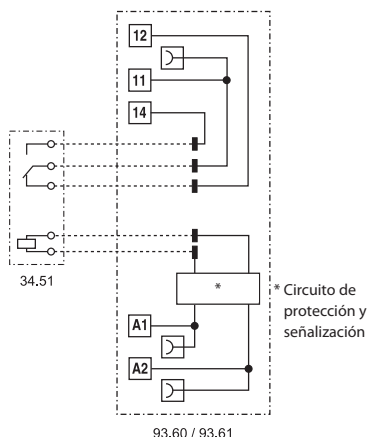 12
11
14
34.51
*
* Circuito de
protección y
señalización
A1
A2
93.60 / 93.61